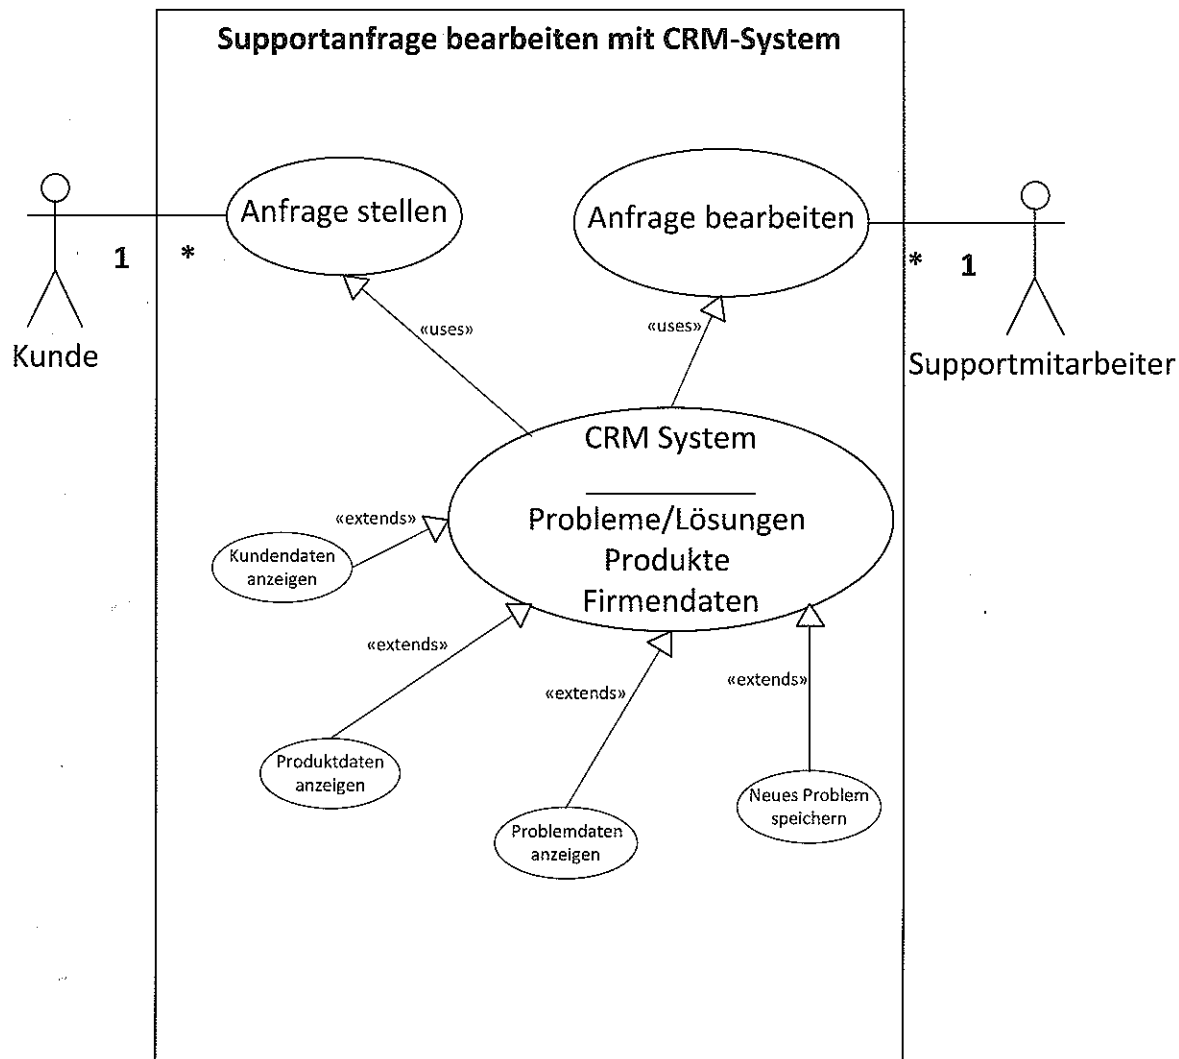 Supportanfrage bearbeiten mit CRM-System
Anfrage stellen
Anfrage bearbeiten
1
*
*
1
Kunde
Supportmitarbeiter
«uses»
«uses»
CRM System
Probleme/Lösungen
Produkte
Firmendaten
«extends»
Kundendaten
anzeigen
«extends»
«extends»
«extends»
Produktdaten
anzeigen
Problemdaten
anzeigen
Neues Problem
speichern